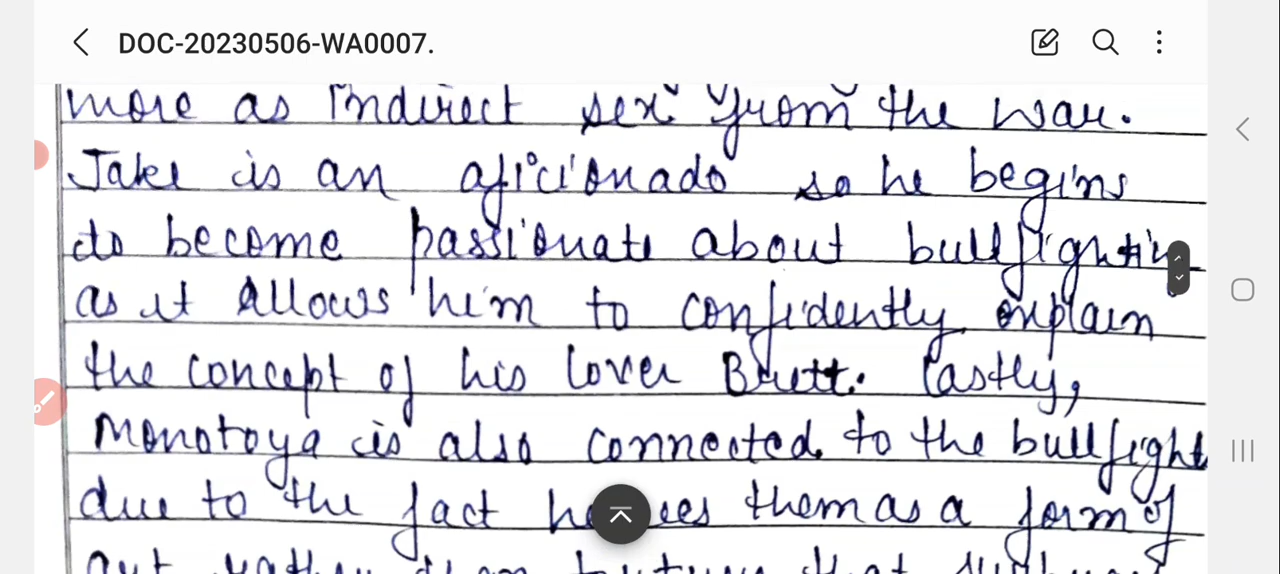 DOC-20230506-WA0007.
more as Indirect sex from the war.
Jake is an aficionado so he begins
to become passionate about bullfighting
as it allows him to confidently explain
the concept of his lover Brett. Lastly,
Monotoya is also connected to the bullfight
due to the fact he sees them as a form of